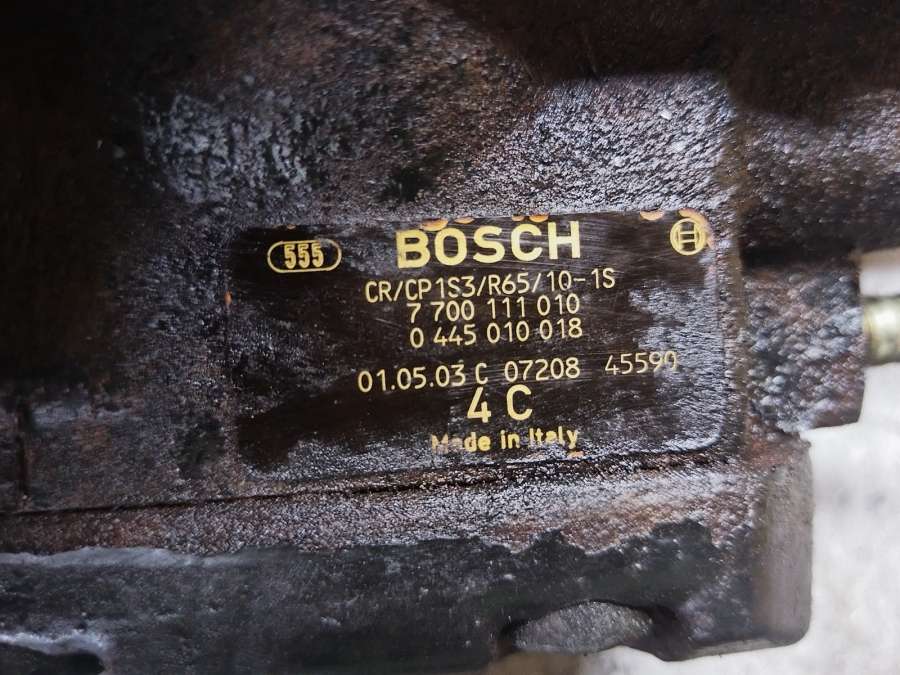 555
BOSCH
CR/CP1S3/R65/10-1S
7 700 111 010
0 445 010 018
01.05.03 C 07208 45599
4 C
Made in Italy